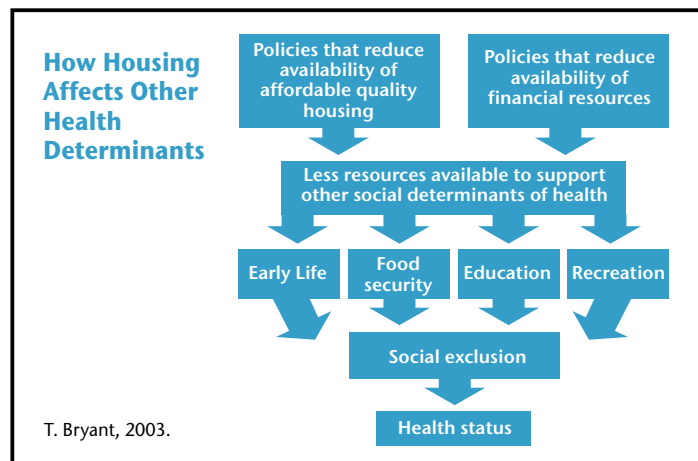 How Housing
Affects Other
Health
Determinants
Policies that reduce
availability of
affordable quality
housing
Policies that reduce
availability of
financial resources
Less resources available to support
other social determinants of health
Early Life
Food
security
Education
Recreation
Social exclusion
Health status
T. Bryant, 2003.